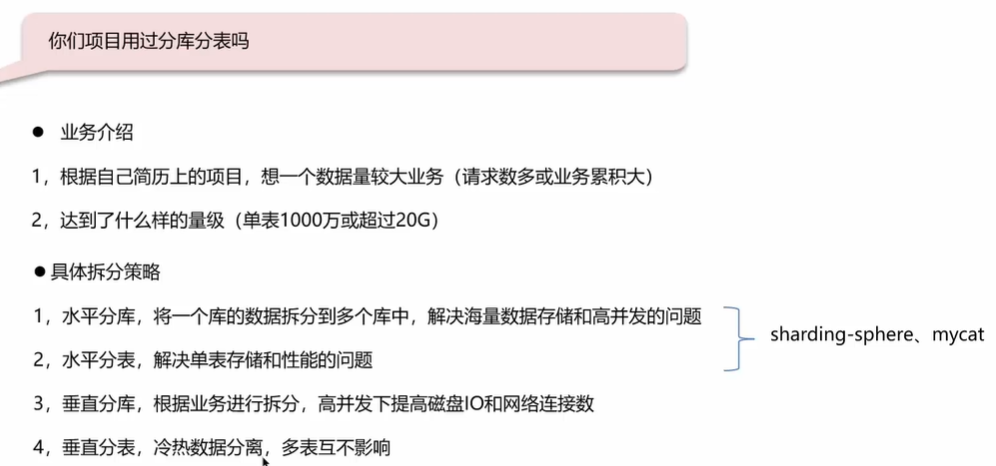 你们项目用过分库分表吗
● 业务介绍
1，根据自己简历上的项目，想一个数据量较大业务（请求数多或业务累积大）
2，达到了什么样的量级（单表1000万或超过20G）
●具体拆分策略
1，水平分库，将一个库的数据拆分到多个库中，解决海量数据存储和高并发的问题
2，水平分表，解决单表存储和性能的问题
sharding-sphere、mycat
3，垂直分库，根据业务进行拆分，高并发下提高磁盘IO和网络连接数
4，垂直分表，冷热数据分离，多表互不影响